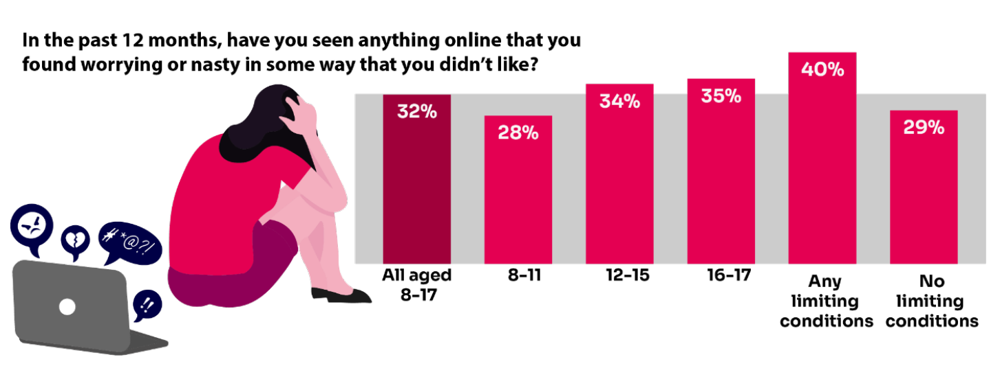 In the past 12 months, have you seen anything online that you
found worrying or nasty in some way that you didn’t like?
#*@?!
!!
32%
28%
34%
35%
40%
29%
All aged
8-17
8-11
12-15
16-17
Any
limiting
conditions
No
limiting
conditions